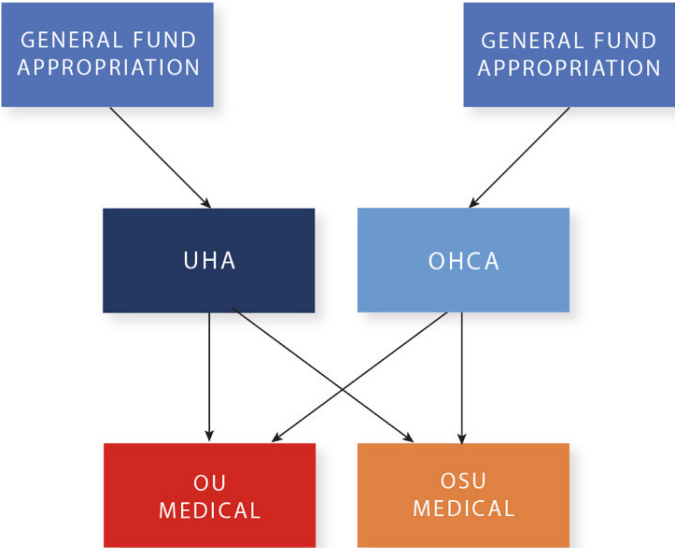 GENERAL FUND
APPROPRIATION
GENERAL FUND
APPROPRIATION
UHA
OHCA
OU
MEDICAL
OSU
MEDICAL